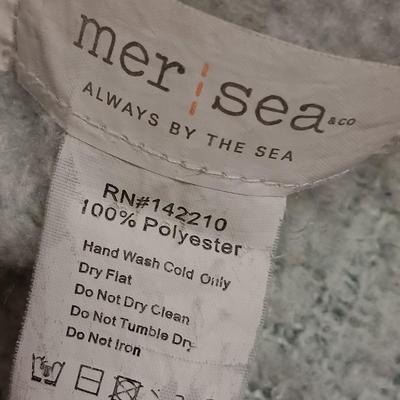 mer sea & co
ALWAYS BY THE SEA
RN#142210
100% Polyester
Hand Wash Cold Only
Dry Flat
Do Not Dry Clean
Do Not Tumble Dry
Do Not Iron